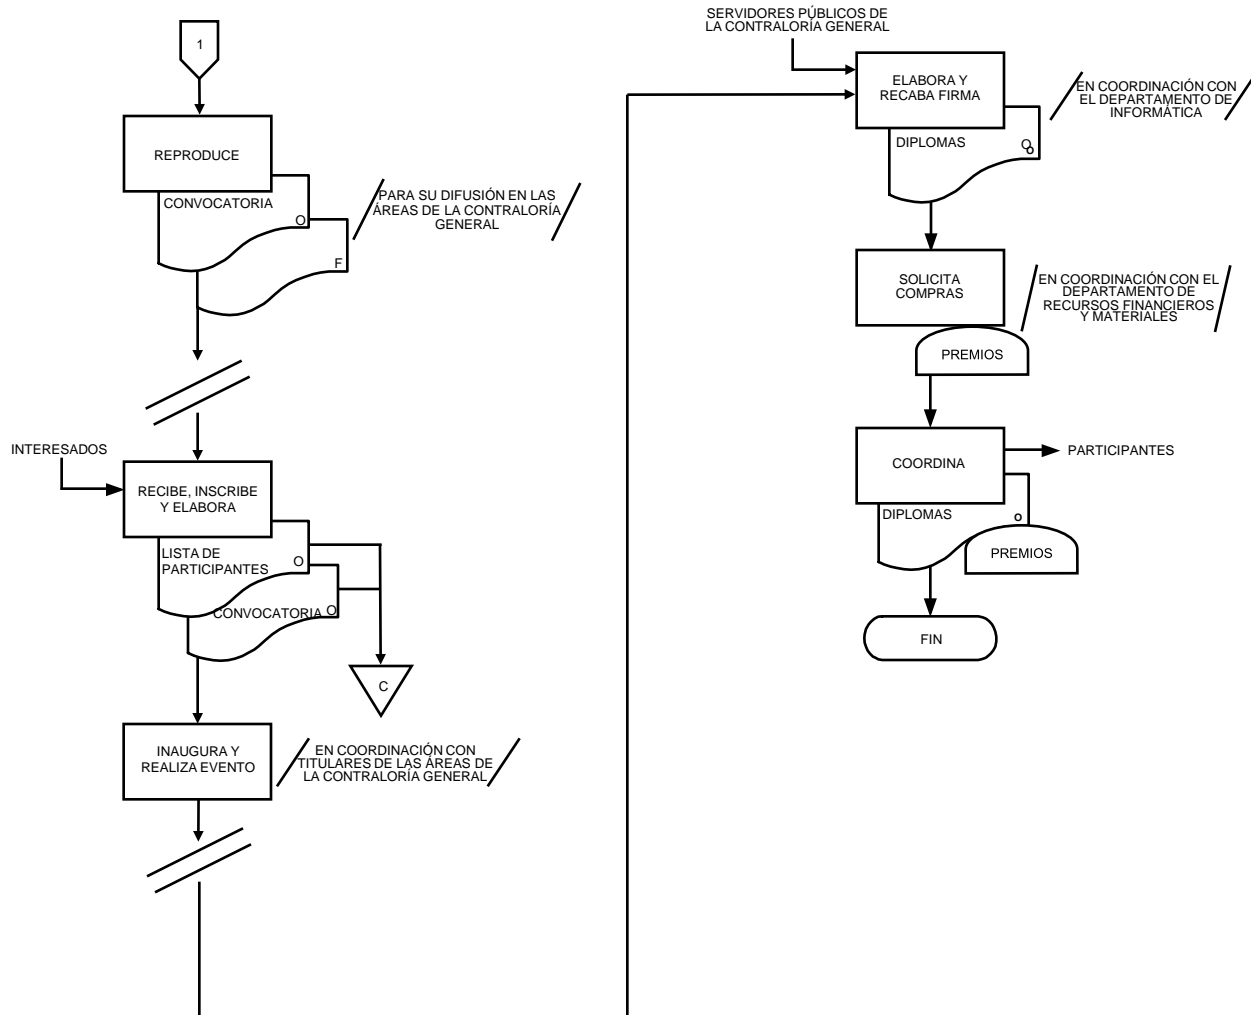 1
REPRODUCE
CONVOCATORIA
O
F
PARA SU DIFUSIÓN EN LAS
ÁREAS DE LA CONTRALORÍA
GENERAL
INTERESADOS
RECIBE, INSCRIBE
Y ELABORA
LISTA DE
PARTICIPANTES
O
CONVOCATORIA
O
C
INAUGURA Y
REALIZA EVENTO
EN COORDINACIÓN CON
TITULARES DE LAS ÁREAS DE
LA CONTRALORÍA GENERAL
SERVIDORES PÚBLICOS DE
LA CONTRALORÍA GENERAL
ELABORA Y
RECABA FIRMA
DIPLOMAS
O
o
EN COORDINACIÓN CON
EL DEPARTAMENTO DE
INFORMÁTICA
SOLICITA
COMPRAS
EN COORDINACIÓN CON EL
DEPARTAMENTO DE
RECURSOS FINANCIEROS
Y MATERIALES
PREMIOS
COORDINA
PARTICIPANTES
DIPLOMAS
o
PREMIOS
FIN